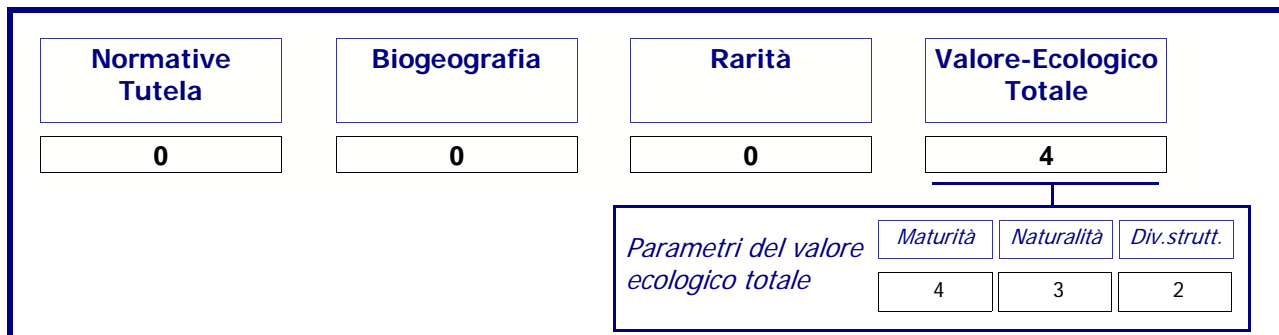 Normative
Tutela
Biogeografia
Rarità
Valore-Ecologico
Totale
0
0
0
4
Parametri del valore
ecologico totale
Maturità
Naturalità
Div.strutt.
4
3
2